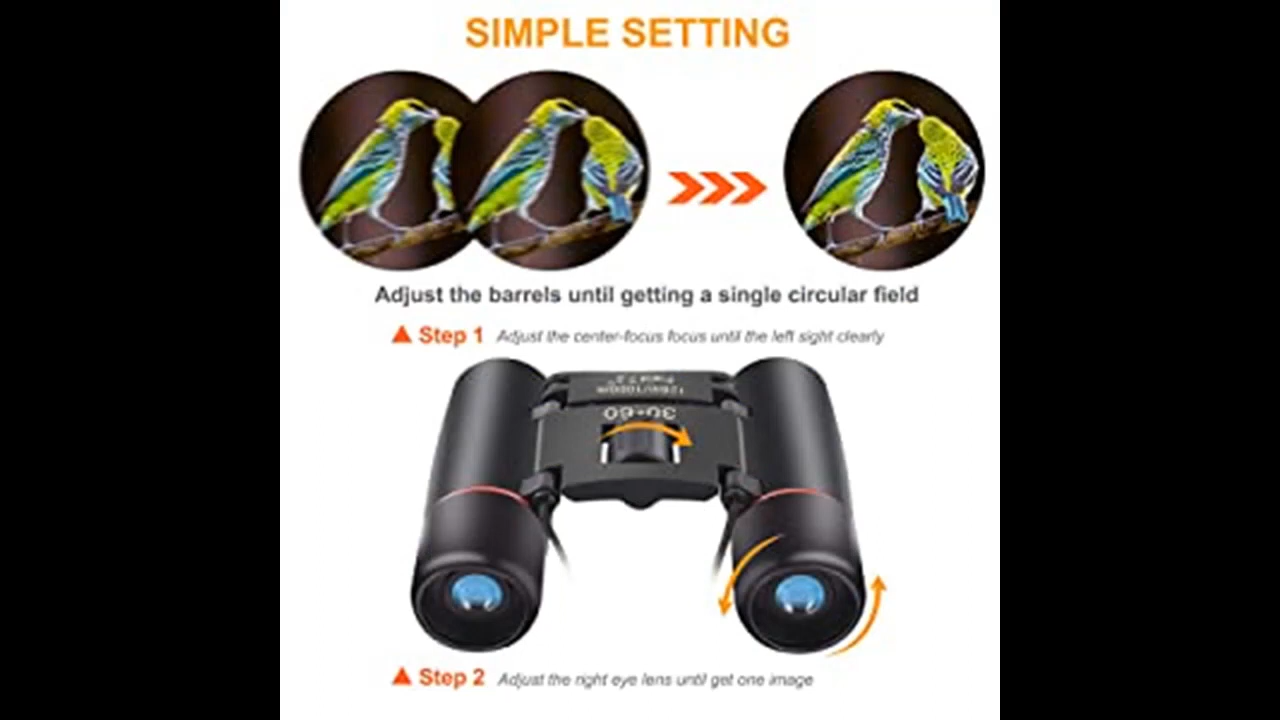 SIMPLE SETTING
Adjust the barrels until getting a single circular field
Step 1 Adjust the center-focus focus until the left sight clearly
30×60
Step 2 Adjust the right eye lens until get one image